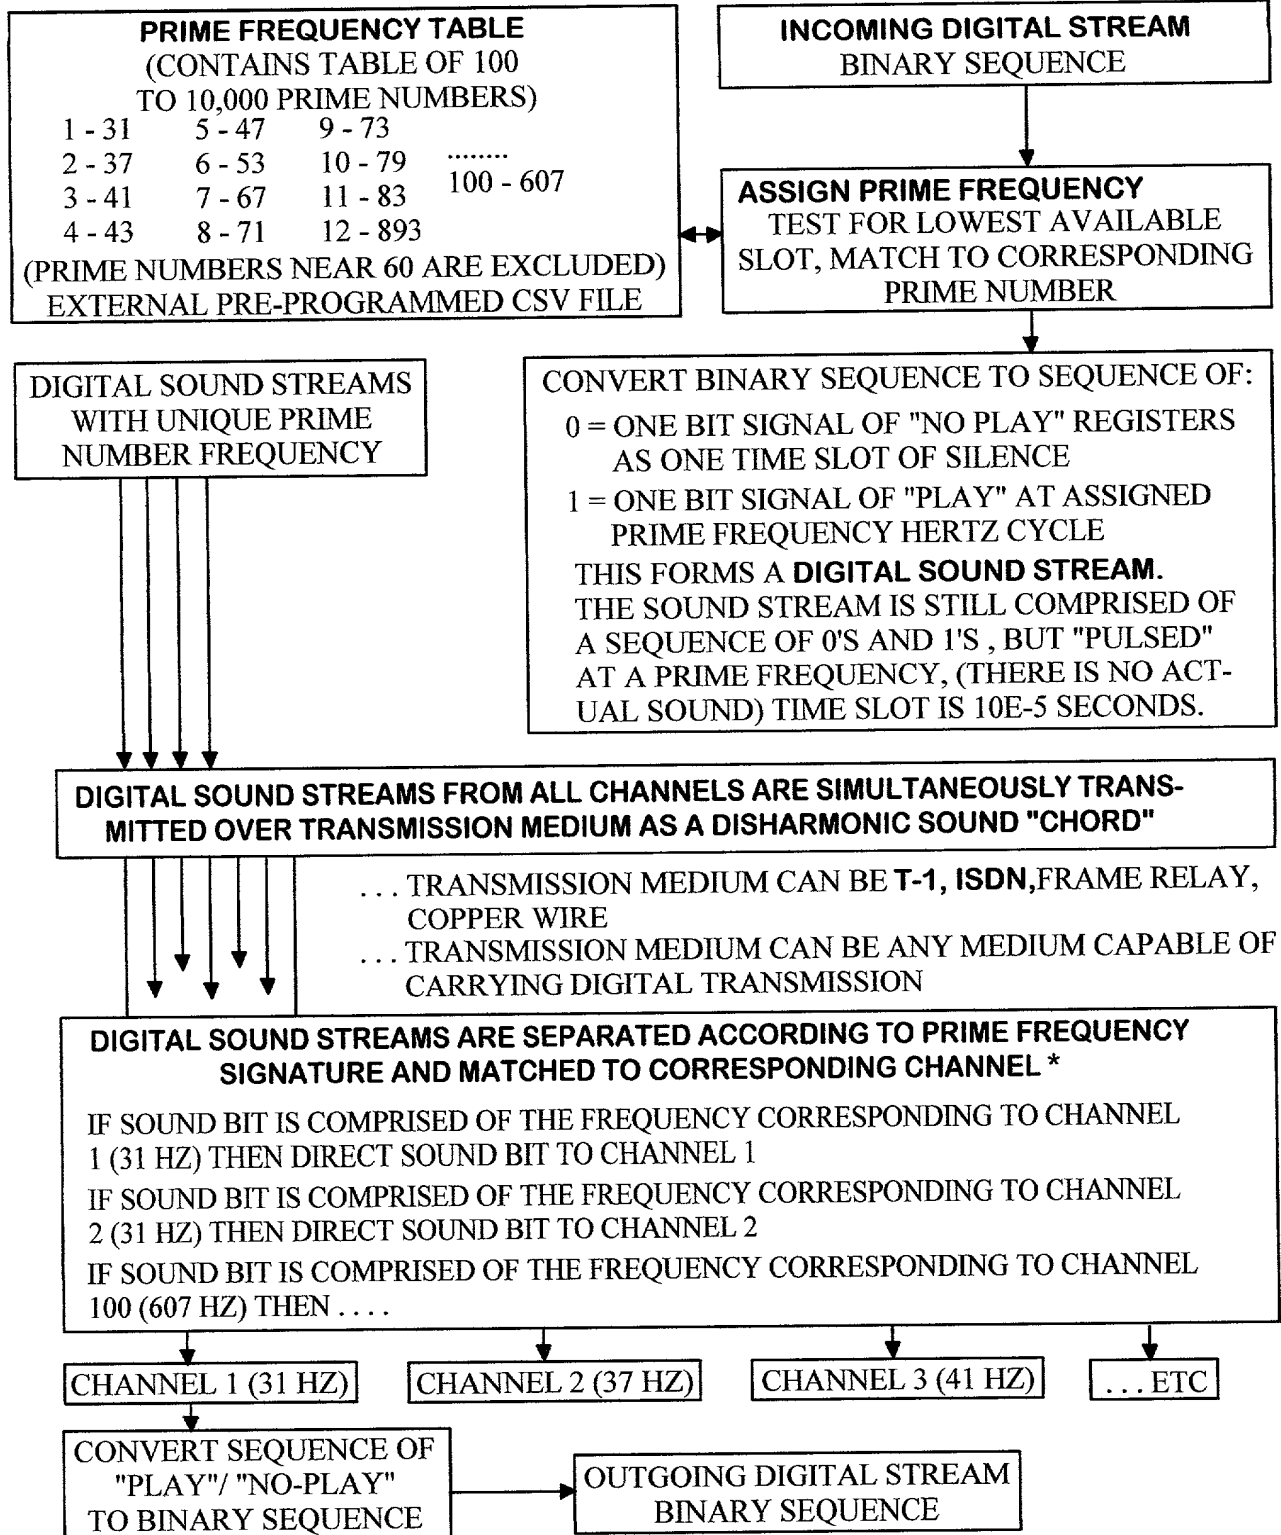 PRIME FREQUENCY TABLE
(CONTAINS TABLE OF 100
TO 10,000 PRIME NUMBERS)
1 - 31 5 - 47 9 - 73
2 - 37 6 - 53 10 - 79 ........
3 - 41 7 - 67 11 - 83 100 - 607
4 - 43 8 - 71 12 - 893
(PRIME NUMBERS NEAR 60 ARE EXCLUDED)
EXTERNAL PRE-PROGRAMMED CSV FILE
INCOMING DIGITAL STREAM
BINARY SEQUENCE
ASSIGN PRIME FREQUENCY
TEST FOR LOWEST AVAILABLE
SLOT, MATCH TO CORRESPONDING
PRIME NUMBER
DIGITAL SOUND STREAMS
WITH UNIQUE PRIME
NUMBER FREQUENCY
CONVERT BINARY SEQUENCE TO SEQUENCE OF:
0 = ONE BIT SIGNAL OF "NO PLAY" REGISTERS
AS ONE TIME SLOT OF SILENCE
1 = ONE BIT SIGNAL OF "PLAY" AT ASSIGNED
PRIME FREQUENCY HERTZ CYCLE
THIS FORMS A DIGITAL SOUND STREAM.
THE SOUND STREAM IS STILL COMPRISED OF
A SEQUENCE OF 0'S AND 1'S , BUT "PULSED"
AT A PRIME FREQUENCY, (THERE IS NO ACT-
UAL SOUND) TIME SLOT IS 10E-5 SECONDS.
DIGITAL SOUND STREAMS FROM ALL CHANNELS ARE SIMULTANEOUSLY TRANS-
MITTED OVER TRANSMISSION MEDIUM AS A DISHARMONIC SOUND "CHORD"
. . . TRANSMISSION MEDIUM CAN BE T-1, ISDN,FRAME RELAY,
COPPER WIRE
. . . TRANSMISSION MEDIUM CAN BE ANY MEDIUM CAPABLE OF
CARRYING DIGITAL TRANSMISSION
DIGITAL SOUND STREAMS ARE SEPARATED ACCORDING TO PRIME FREQUENCY
SIGNATURE AND MATCHED TO CORRESPONDING CHANNEL *
IF SOUND BIT IS COMPRISED OF THE FREQUENCY CORRESPONDING TO CHANNEL
1 (31 HZ) THEN DIRECT SOUND BIT TO CHANNEL 1
IF SOUND BIT IS COMPRISED OF THE FREQUENCY CORRESPONDING TO CHANNEL
2 (31 HZ) THEN DIRECT SOUND BIT TO CHANNEL 2
IF SOUND BIT IS COMPRISED OF THE FREQUENCY CORRESPONDING TO CHANNEL
100 (607 HZ) THEN . . . .
CHANNEL 1 (31 HZ)
CHANNEL 2 (37 HZ)
CHANNEL 3 (41 HZ)
. . . ETC
CONVERT SEQUENCE OF
"PLAY"/ "NO-PLAY"
TO BINARY SEQUENCE
OUTGOING DIGITAL STREAM
BINARY SEQUENCE